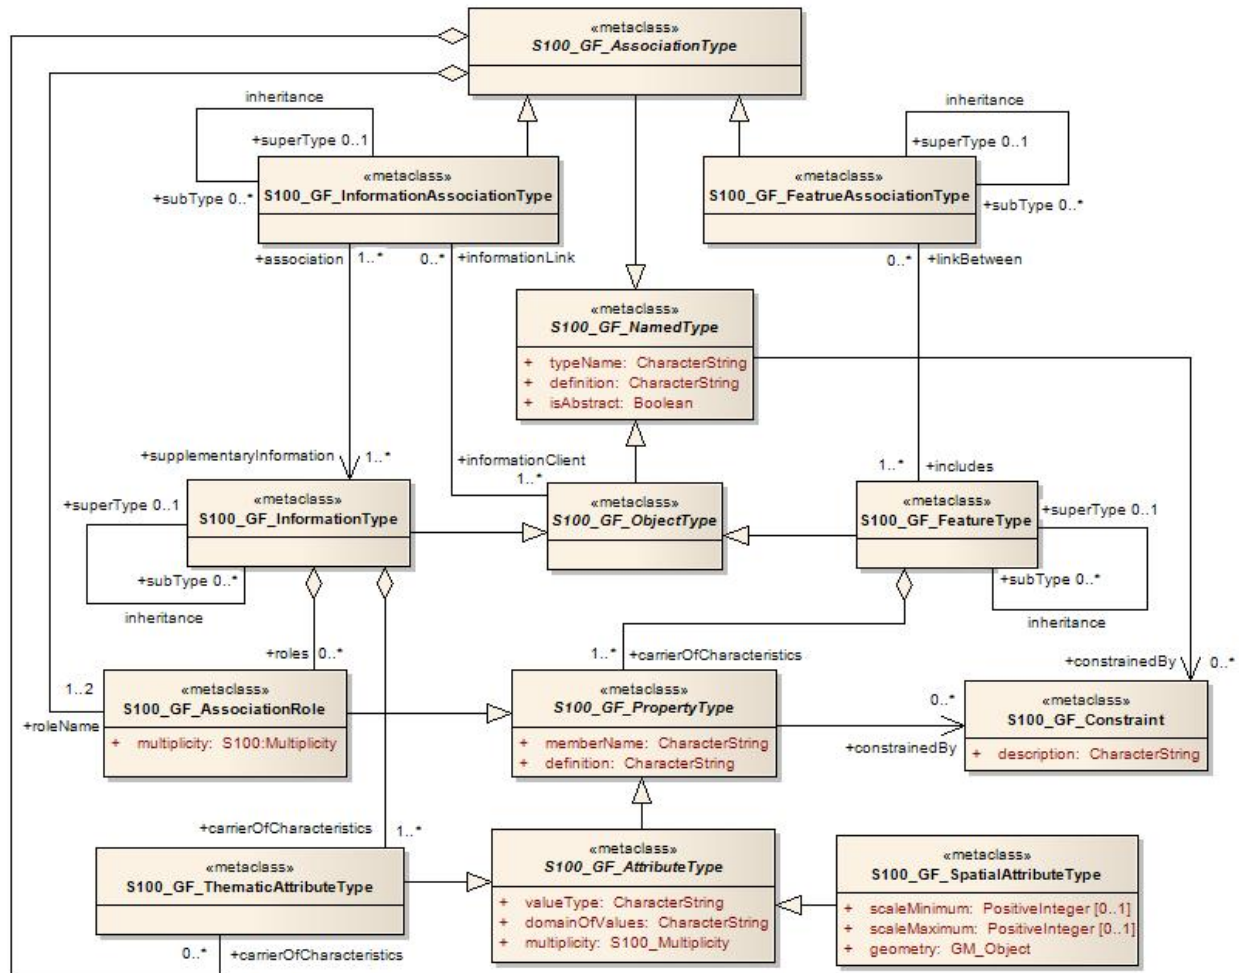 «metaclass»
S100_GF_AssociationType
inheritance
+superType 0..1
+subType 0..*
«metaclass»
S100_GF_InformationAssociationType
inheritance
+superType 0..1
+subType 0..*
«metaclass»
S100_GF_FeatrueAssociationType
+association 1..*
0..* +informationLink
0..* +linkBetween
«metaclass»
S100_GF_NamedType
+ typeName: CharacterString
+ definition: CharacterString
+ isAbstract: Boolean
+supplementaryInformation 1..*
+informationClient
1..*
1..* +includes
+superType 0..1
«metaclass»
S100_GF_InformationType
+subType 0..*
inheritance
«metaclass»
S100_GF_ObjectType
«metaclass»
S100_GF_FeatureType
+superType 0..1
+subType 0..*
inheritance
+roles 0..*
1..* +carrierOfCharacteristics
+constrainedBy 0..*
1..2
+roleName
«metaclass»
S100_GF_AssociationRole
+ multiplicity: S100:Multiplicity
«metaclass»
S100_GF_PropertyType
+ memberName: CharacterString
+ definition: CharacterString
0..*
+constrainedBy
«metaclass»
S100_GF_Constraint
+ description: CharacterString
+carrierOfCharacteristics 1..*
«metaclass»
S100_GF_ThematicAttributeType
«metaclass»
S100_GF_AttributeType
+ valueType: CharacterString
+ domainOfValues: CharacterString
+ multiplicity: S100_Multiplicity
«metaclass»
S100_GF_SpatialAttributeType
+ scaleMinimum: PositiveInteger [0..1]
+ scaleMaximum: PositiveInteger [0..1]
+ geometry: GM_Object
0..* +carrierOfCharacteristics